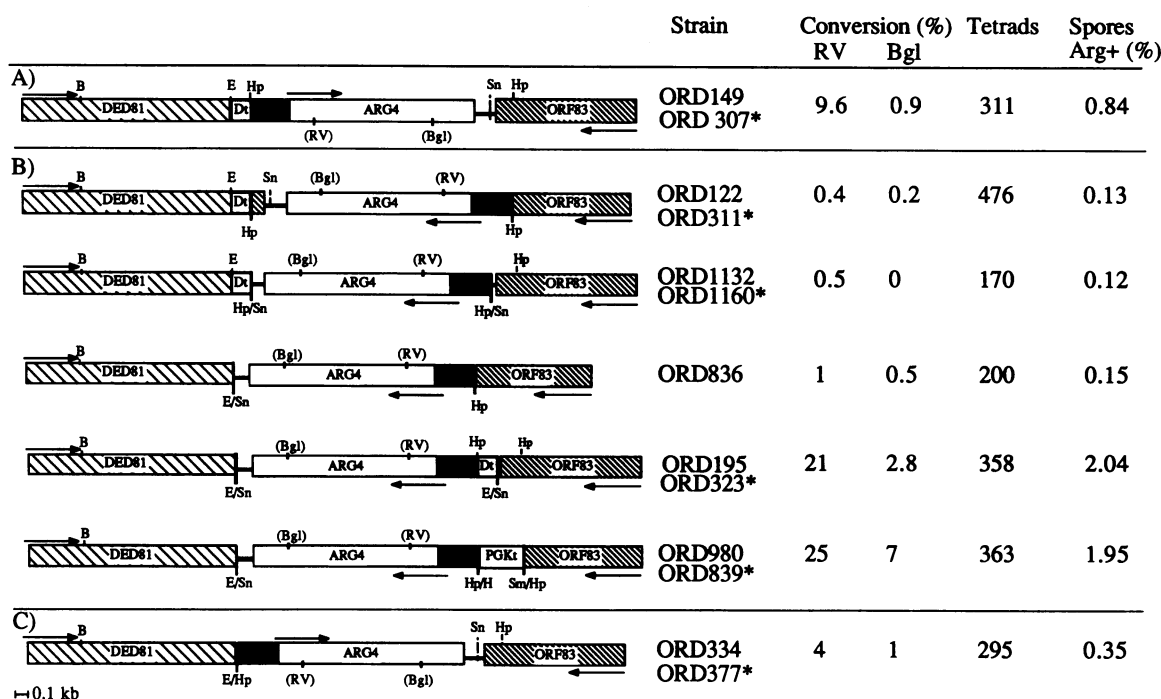 Strain Conversion (%) Tetrads Spores
RV Bgl Arg+ (%)
A)
B E Hp Sn Hp
DED81 Dt ARG4 ORF83
(RV) (Bgl)
ORD149 9.6 0.9 311 0.84
ORD 307*
B)
B E Sn (Bgl) (RV)
DED81 Dt ARG4 ORF83
Hp Hp
ORD122 0.4 0.2 476 0.13
ORD311*
B E (Bgl) (RV) Hp
DED81 Dt ARG4 ORF83
Hp/Sn Hp/Sn
ORD1132 0.5 0 170 0.12
ORD1160*
B (Bgl) (RV)
DED81 ARG4 ORF83
E/Sn Hp
ORD836 1 0.5 200 0.15
B (Bgl) (RV) Hp Hp
DED81 ARG4 Dt ORF83
E/Sn E/Sn
ORD195 21 2.8 358 2.04
ORD323*
B (Bgl) (RV)
DED81 ARG4 PGKt ORF83
E/Sn Hp/H Sm/Hp
ORD980 25 7 363 1.95
ORD839*
C)
B Sn Hp
DED81 ARG4 ORF83
E/Hp (RV) (Bgl)
ORD334 4 1 295 0.35
ORD377*
0.1 kb